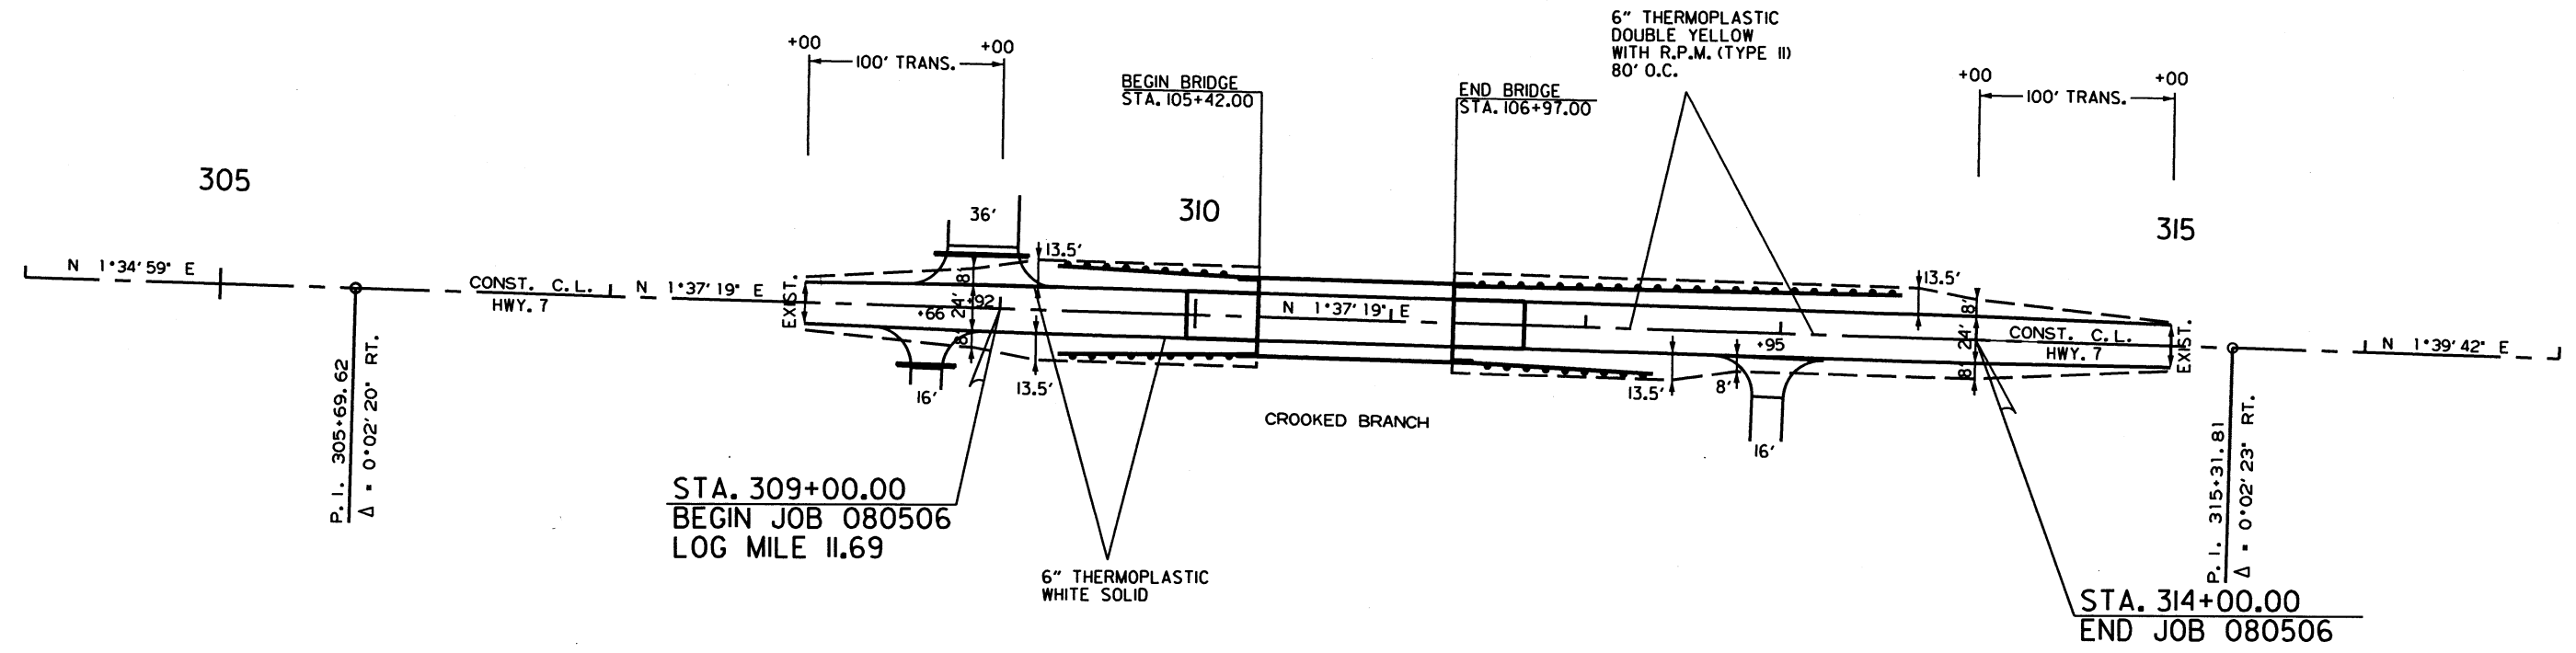 6" THERMOPLASTIC
DOUBLE YELLOW
WITH R.P.M. (TYPE II)
80' O.C.
+00
+00
100' TRANS.
BEGIN BRIDGE
STA. 105+42.00
END BRIDGE
STA. 106+97.00
+00
+00
100' TRANS.
305
310
315
36'
13.5'
13.5'
N 1°34'59" E
CONST. C.L.
HWY. 7
N 1°37'19" E
EXIST.
8'
24'
8'
+92
+66
N 1°37'19" E
+95
8'
24'
8'
CONST. C.L.
HWY. 7
EXIST.
N 1°39'42" E
16'
13.5'
13.5'
8'
16'
CROOKED BRANCH
P.I. 305+69.62
Δ = 0°02'20" RT.
P.I. 315+31.81
Δ = 0°02'23" RT.
STA. 309+00.00
BEGIN JOB 080506
LOG MILE 11.69
6" THERMOPLASTIC
WHITE SOLID
STA. 314+00.00
END JOB 080506